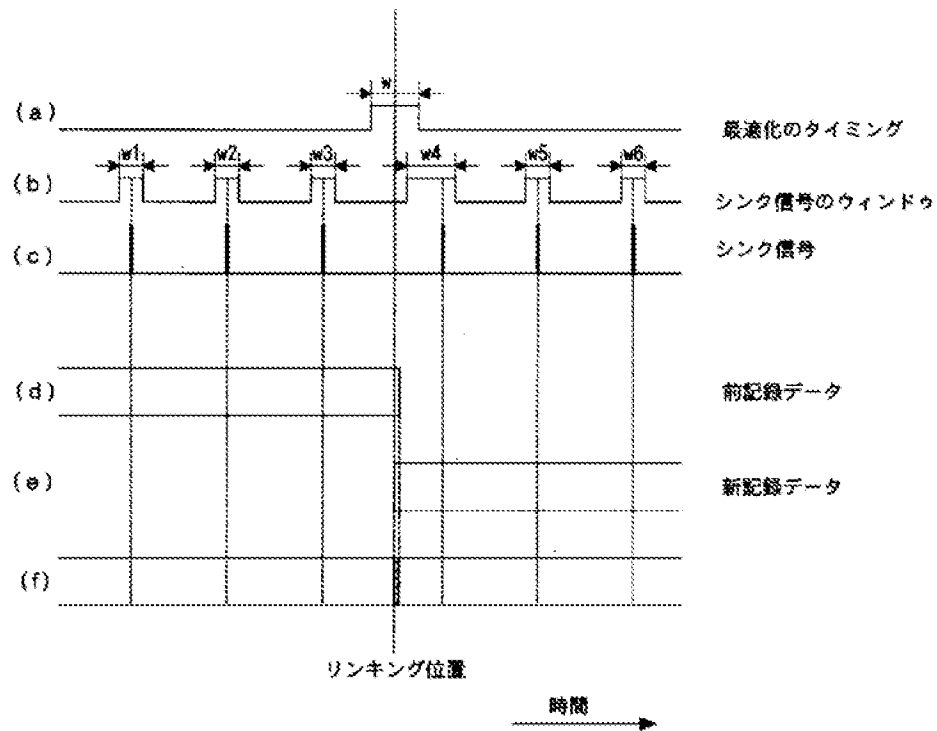 w
(a)
最適化のタイミング
w1 w2 w3 w4 w5 w6
(b)
シンク信号のウィンドゥ
(c)
シンク信号
(d)
前記録データ
(e)
新記録データ
(f)
リンキング位置
時間